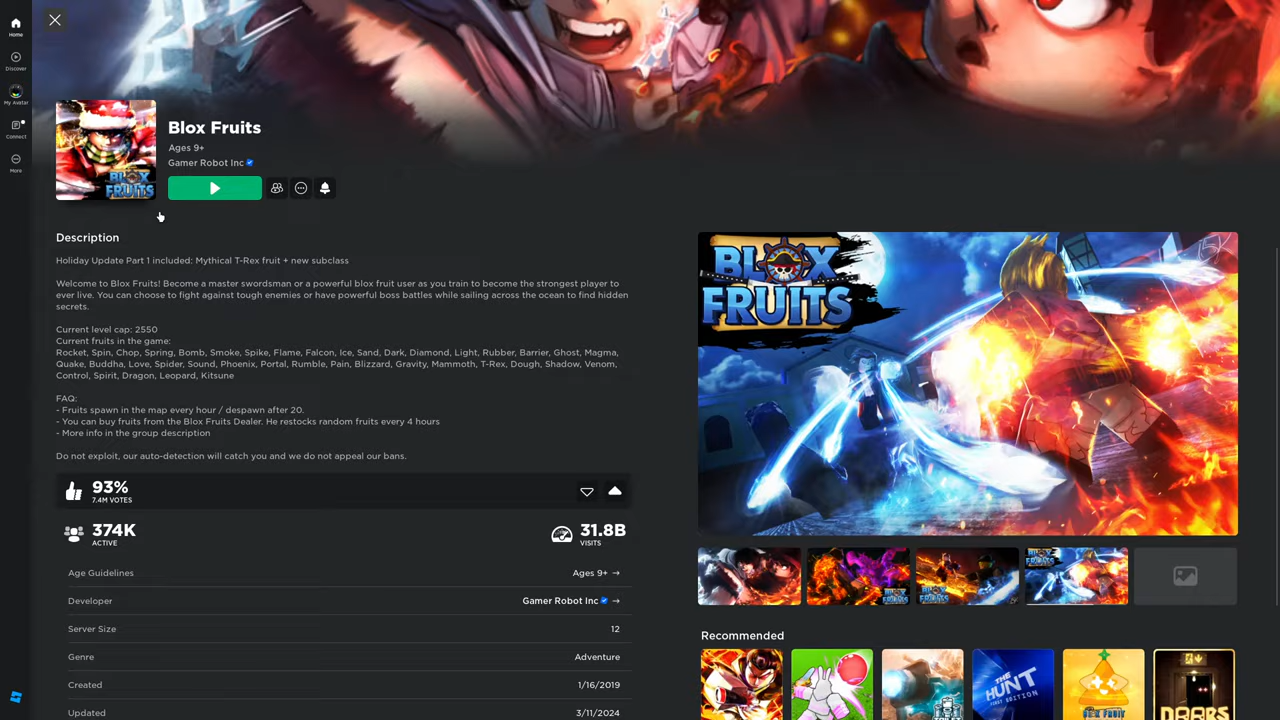 Home
Discover
My Avatar
Connect
More
BLOX FRUITS
Blox Fruits
Ages 9+
Gamer Robot Inc
Description
Holiday Update Part 1 included: Mythical T-Rex fruit + new subclass
Welcome to Blox Fruits! Become a master swordsman or a powerful blox fruit user as you train to become the strongest player to
ever live. You can choose to fight against tough enemies or have powerful boss battles while sailing across the ocean to find hidden
secrets.
Current level cap: 2550
Current fruits in the game:
Rocket, Spin, Chop, Spring, Bomb, Smoke, Spike, Flame, Falcon, Ice, Sand, Dark, Diamond, Light, Rubber, Barrier, Ghost, Magma,
Quake, Buddha, Love, Spider, Sound, Phoenix, Portal, Rumble, Pain, Blizzard, Gravity, Mammoth, T-Rex, Dough, Shadow, Venom,
Control, Spirit, Dragon, Leopard, Kitsune
FAQ:
- Fruits spawn in the map every hour / despawn after 20.
- You can buy fruits from the Blox Fruits Dealer. He restocks random fruits every 4 hours
- More info in the group description
Do not exploit, our auto-detection will catch you and we do not appeal our bans.
93%
7.4M VOTES
374K
ACTIVE
31.8B
VISITS
Age Guidelines
Ages 9+
Developer
Gamer Robot Inc
Server Size
12
Genre
Adventure
Created
1/16/2019
Updated
3/11/2024
BLOX
FRUITS
BLOX FRUITS
BLOX FRUITS
BLOX FRUITS
Recommended
THE
HUNT
FIRST EDITION
DOORS